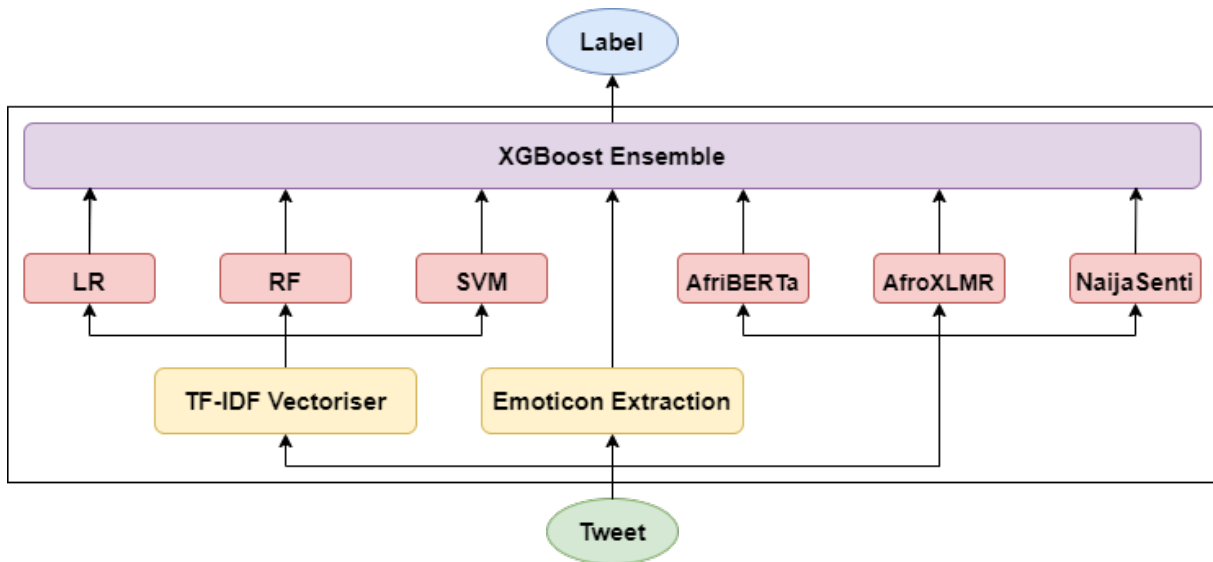 Label
XGBoost Ensemble
LR
RF
SVM
AfriBERTa
AfroXLMR
NaijaSenti
TF-IDF Vectoriser
Emoticon Extraction
Tweet